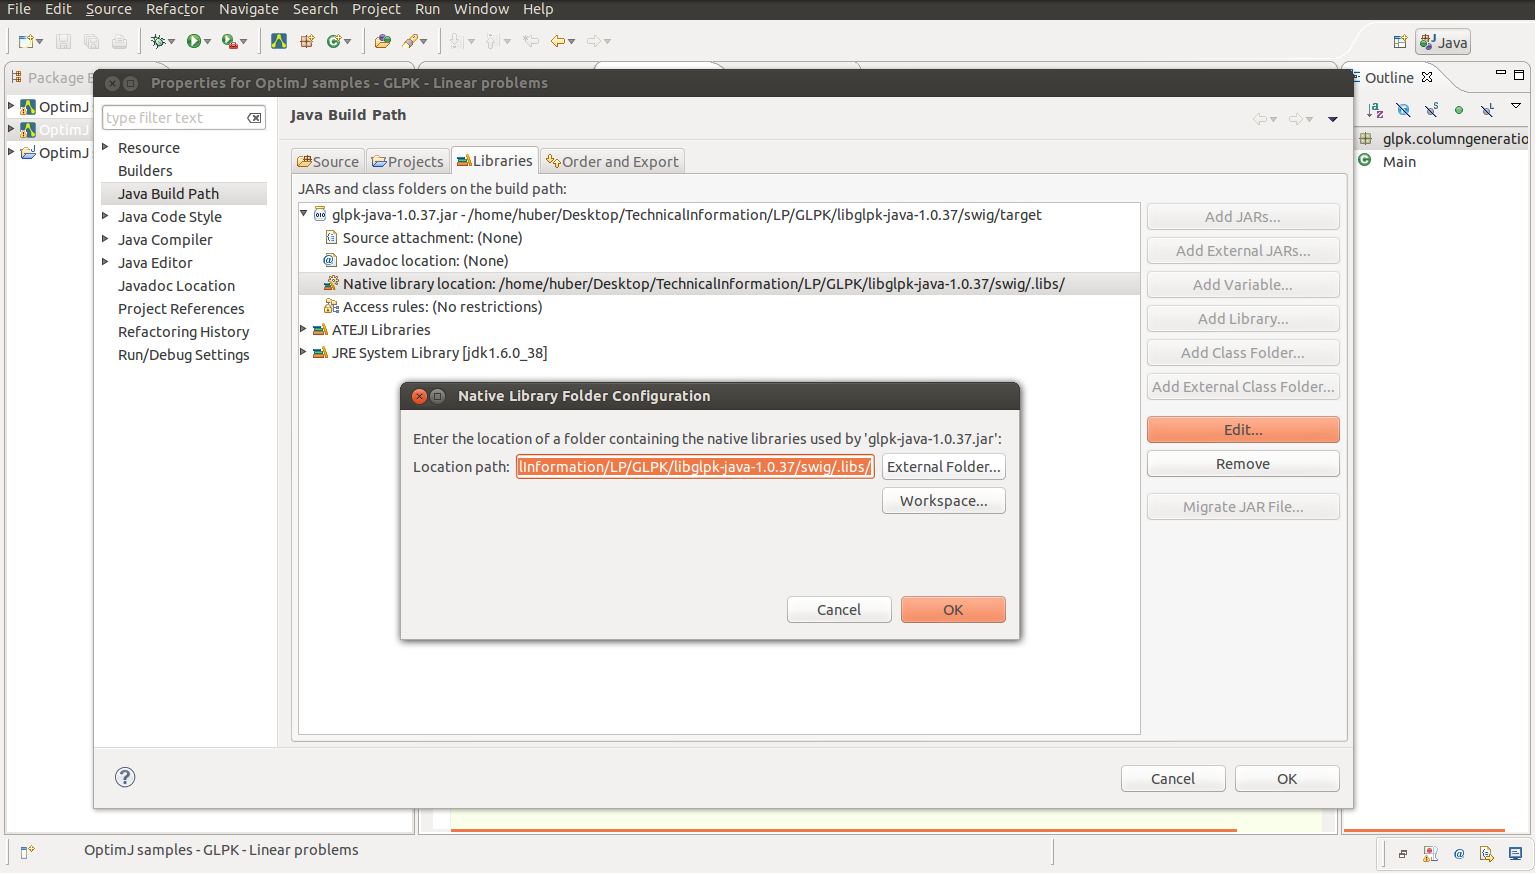 File Edit Source Refactor Navigate Search Project Run Window Help
Java
Package E
Outline
Properties for OptimJ samples - GLPK - Linear problems
OptimJ
OptimJ
OptimJ
type filter text
Resource
Builders
Java Build Path
Java Code Style
Java Compiler
Java Editor
Javadoc Location
Project References
Refactoring History
Run/Debug Settings
Java Build Path
Source Projects Libraries Order and Export
JARs and class folders on the build path:
glpk-java-1.0.37.jar - /home/huber/Desktop/TechnicalInformation/LP/GLPK/libglpk-java-1.0.37/swig/target
Source attachment: (None)
Javadoc location: (None)
Native library location: /home/huber/Desktop/TechnicalInformation/LP/GLPK/libglpk-java-1.0.37/swig/.libs/
Access rules: (No restrictions)
ATEJI Libraries
JRE System Library [jdk1.6.0_38]
Add JARs...
Add External JARs...
Add Variable...
Add Library...
Add Class Folder...
Add External Class Folder...
Edit...
Remove
Migrate JAR File...
Native Library Folder Configuration
Enter the location of a folder containing the native libraries used by 'glpk-java-1.0.37.jar':
Location path: lInformation/LP/GLPK/libglpk-java-1.0.37/swig/.libs/ External Folder...
Workspace...
Cancel OK
Cancel OK
glpk.columngeneratio
Main
OptimJ samples - GLPK - Linear problems